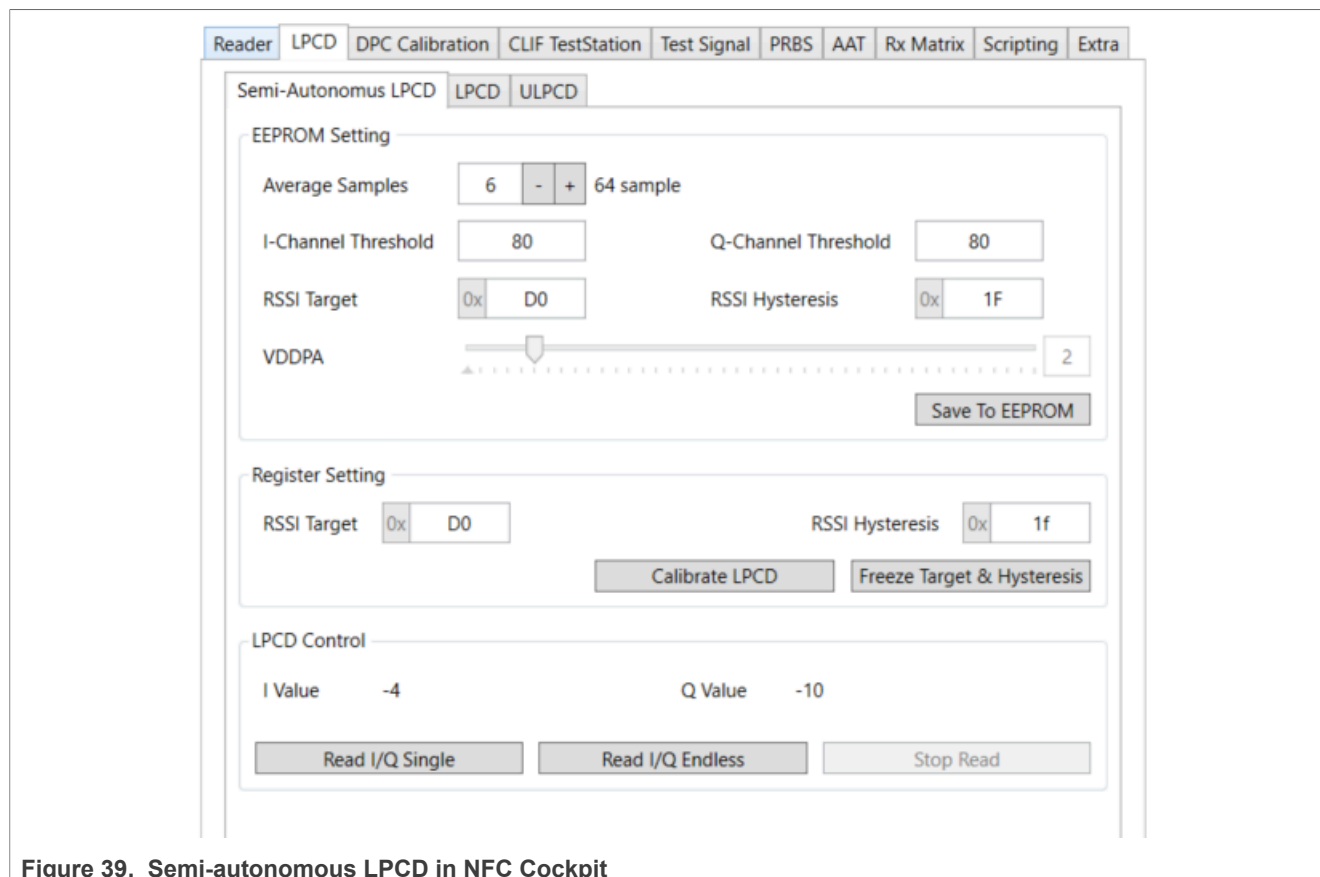 Reader LPCD DPC Calibration CLIF TestStation Test Signal PRBS AAT Rx Matrix Scripting Extra
Semi-Autonomus LPCD LPCD ULPCD
EEPROM Setting
Average Samples 6 - + 64 sample
I-Channel Threshold 80 Q-Channel Threshold 80
RSSI Target 0x D0 RSSI Hysteresis 0x 1F
VDDPA 2
Save To EEPROM
Register Setting
RSSI Target 0x D0 RSSI Hysteresis 0x 1f
Calibrate LPCD Freeze Target & Hysteresis
LPCD Control
I Value -4 Q Value -10
Read I/Q Single Read I/Q Endless Stop Read
Figure 39. Semi-autonomous LPCD in NFC Cockpit